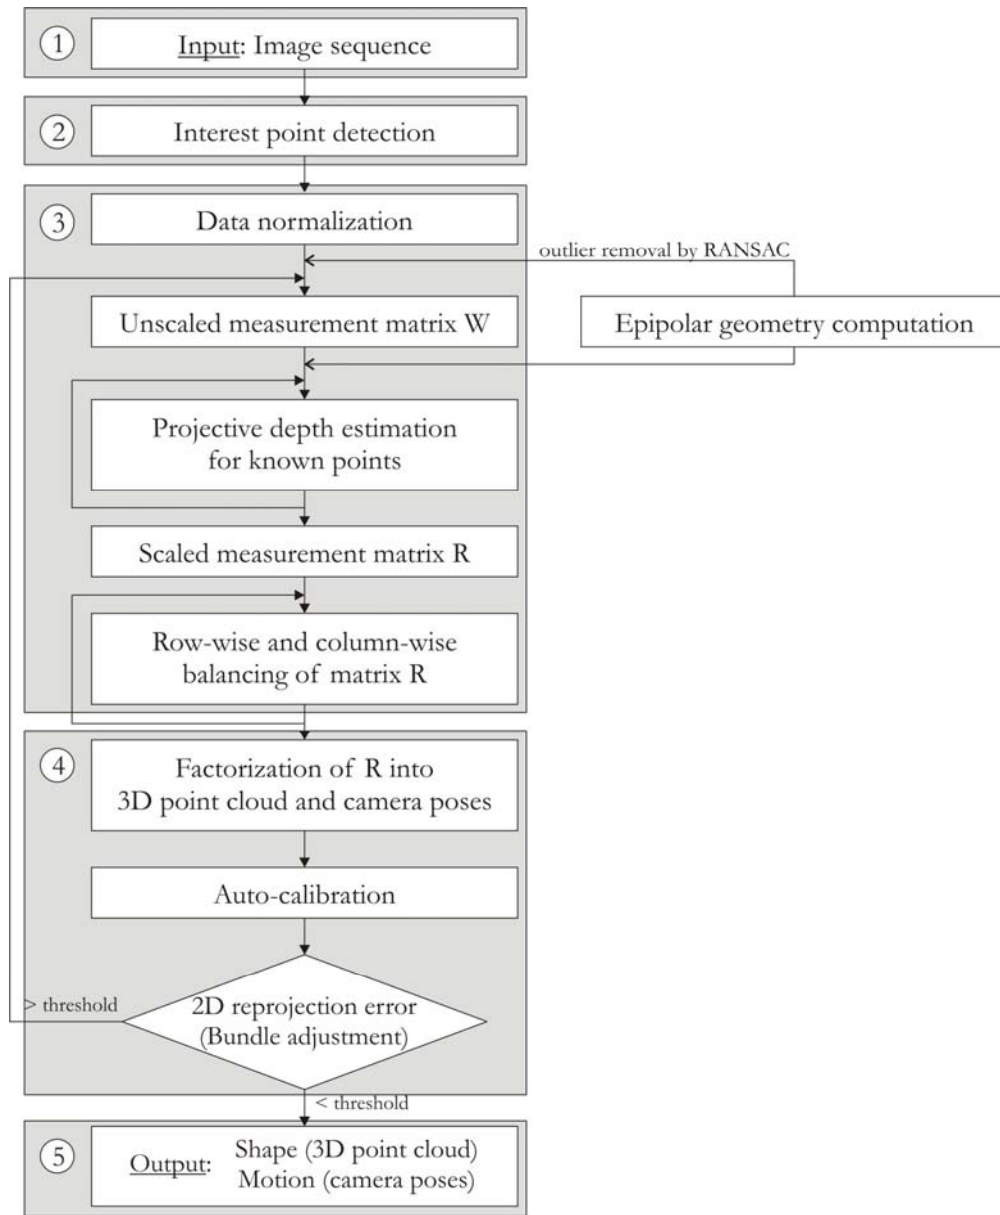 1
Input: Image sequence
2
Interest point detection
3
Data normalization
outlier removal by RANSAC
Unscaled measurement matrix W
Epipolar geometry computation
Projective depth estimation
for known points
Scaled measurement matrix R
Row-wise and column-wise
balancing of matrix R
4
Factorization of R into
3D point cloud and camera poses
Auto-calibration
> threshold
2D reprojection error
(Bundle adjustment)
< threshold
5
Output:
Shape (3D point cloud)
Motion (camera poses)